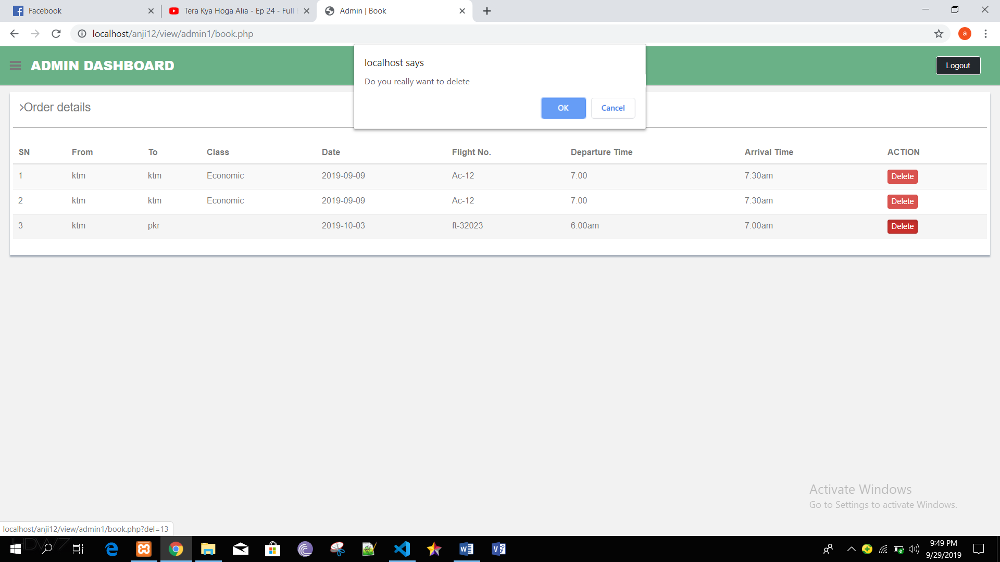 Facebook
Tera Kya Hoga Alia - Ep 24 - Full
Admin | Book
localhost/anji12/view/admin1/book.php
a
ADMIN DASHBOARD
Logout
localhost says
Do you really want to delete
OK
Cancel
>Order details
SN From To Class Date Flight No. Departure Time Arrival Time ACTION
1 ktm ktm Economic 2019-09-09 Ac-12 7:00 7:30am Delete
2 ktm ktm Economic 2019-09-09 Ac-12 7:00 7:30am Delete
3 ktm pkr 2019-10-03 ft-32023 6:00am 7:00am Delete
Activate Windows
Go to Settings to activate Windows.
localhost/anji12/view/admin1/book.php?del=13
HDW7
9:49 PM
9/29/2019